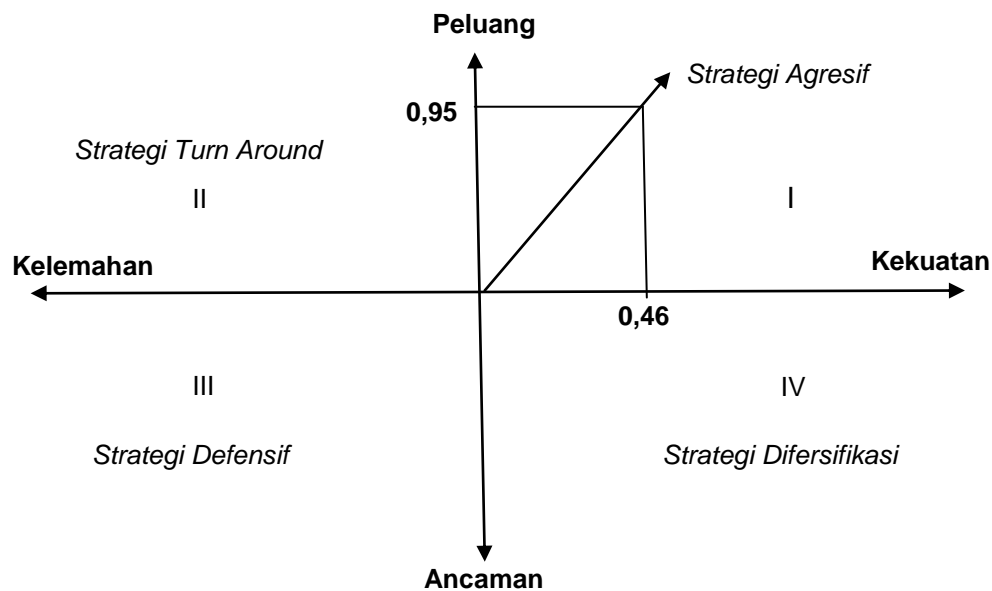 Peluang
Strategi Agresif
0,95
Strategi Turn Around
II
I
Kelemahan
Kekuatan
0,46
III
IV
Strategi Defensif
Strategi Difersifikasi
Ancaman